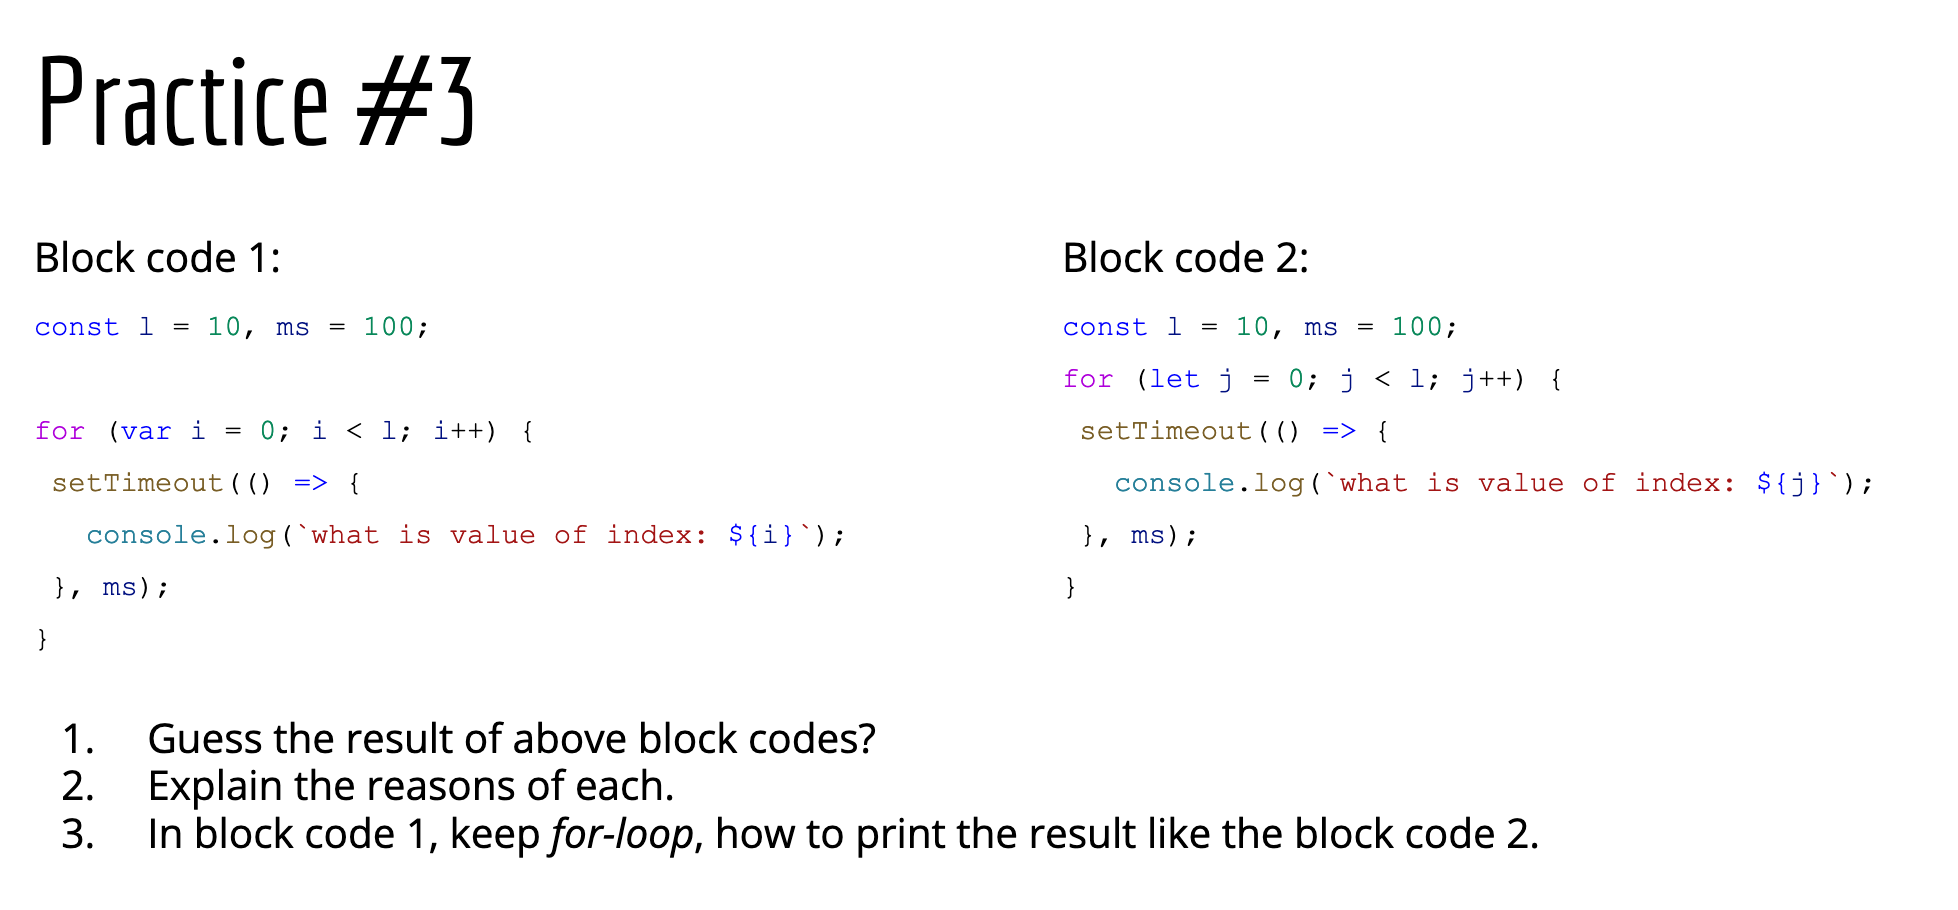 Practice #3
Block code 1:
const l = 10, ms = 100;
for (var i = 0; i < l; i++) {
 setTimeout(() => {
   console.log(`what is value of index: ${i}`);
 }, ms);
}
Block code 2:
const l = 10, ms = 100;
for (let j = 0; j < l; j++) {
 setTimeout(() => {
   console.log(`what is value of index: ${j}`);
 }, ms);
}
1. Guess the result of above block codes?
2. Explain the reasons of each.
3. In block code 1, keep for-loop, how to print the result like the block code 2.